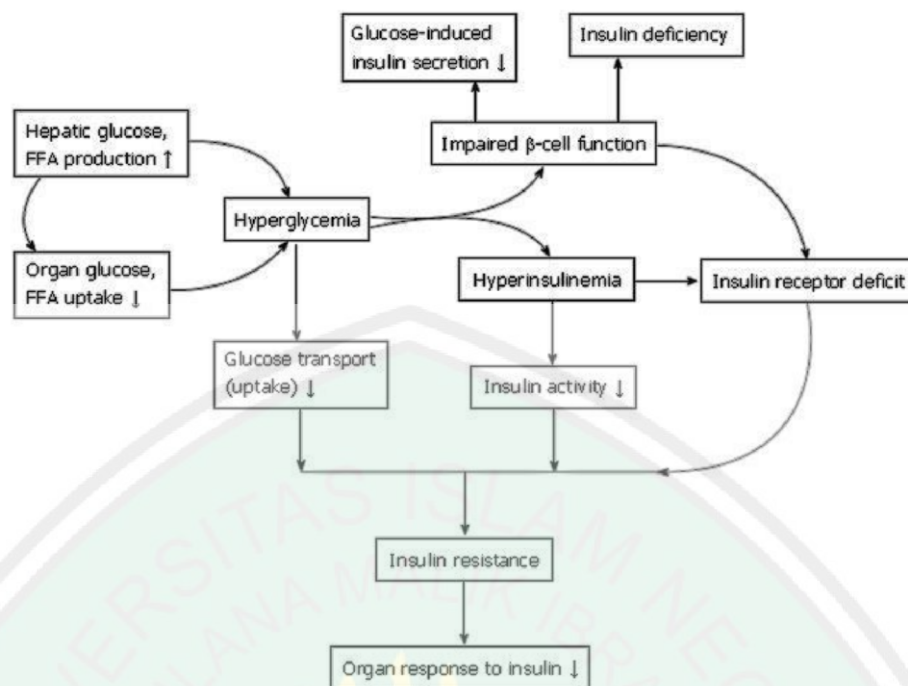 Glucose-induced
insulin secretion ↓
Insulin deficiency
Hepatic glucose,
FFA production ↑
Impaired β-cell function
Hyperglycemia
Organ glucose,
FFA uptake ↓
Hyperinsulinemia
Insulin receptor deficit
Glucose transport
(uptake) ↓
Insulin activity ↓
Insulin resistance
Organ response to insulin ↓